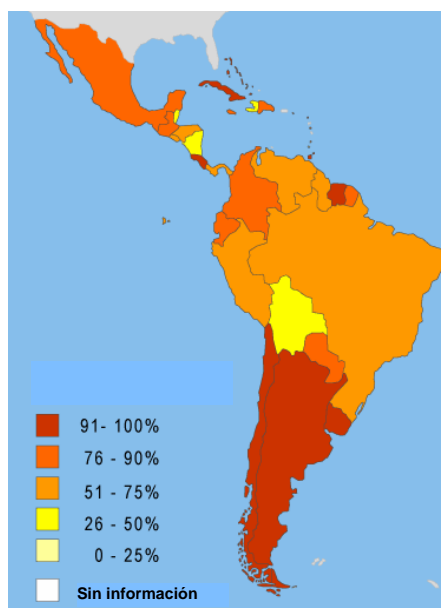 91- 100%
76 - 90%
51 - 75%
26 - 50%
0 - 25%
Sin información